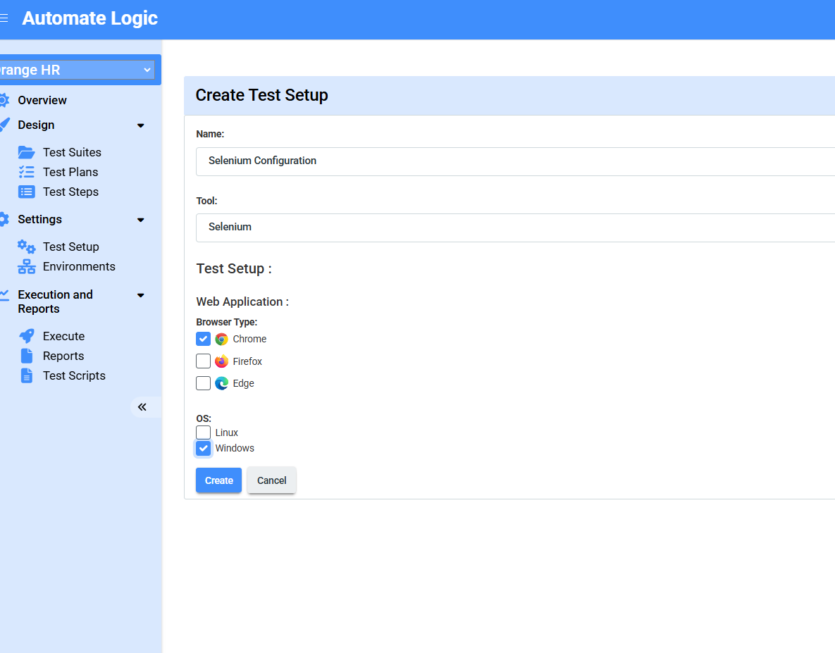 Automate Logic
range HR
Overview
Design
Test Suites
Test Plans
Test Steps
Settings
Test Setup
Environments
Execution and
Reports
Execute
Reports
Test Scripts
Create Test Setup
Name:
Selenium Configuration
Tool:
Selenium
Test Setup :
Web Application :
Browser Type:
Chrome
Firefox
Edge
OS:
Linux
Windows
Create Cancel